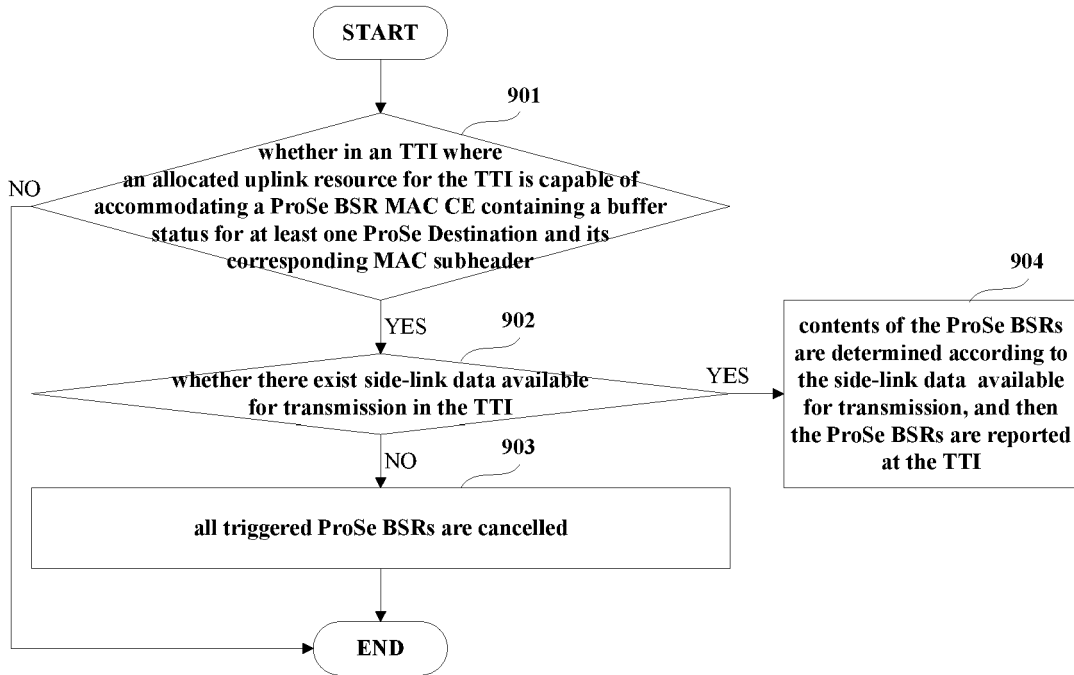 START
901
whether in an TTI where
an allocated uplink resource for the TTI is capable of
accommodating a ProSe BSR MAC CE containing a buffer
status for at least one ProSe Destination and its
corresponding MAC subheader
NO
YES
902
whether there exist side-link data available
for transmission in the TTI
YES
904
contents of the ProSe BSRs
are determined according to
the side-link data available
for transmission, and then
the ProSe BSRs are reported
at the TTI
NO
903
all triggered ProSe BSRs are cancelled
END